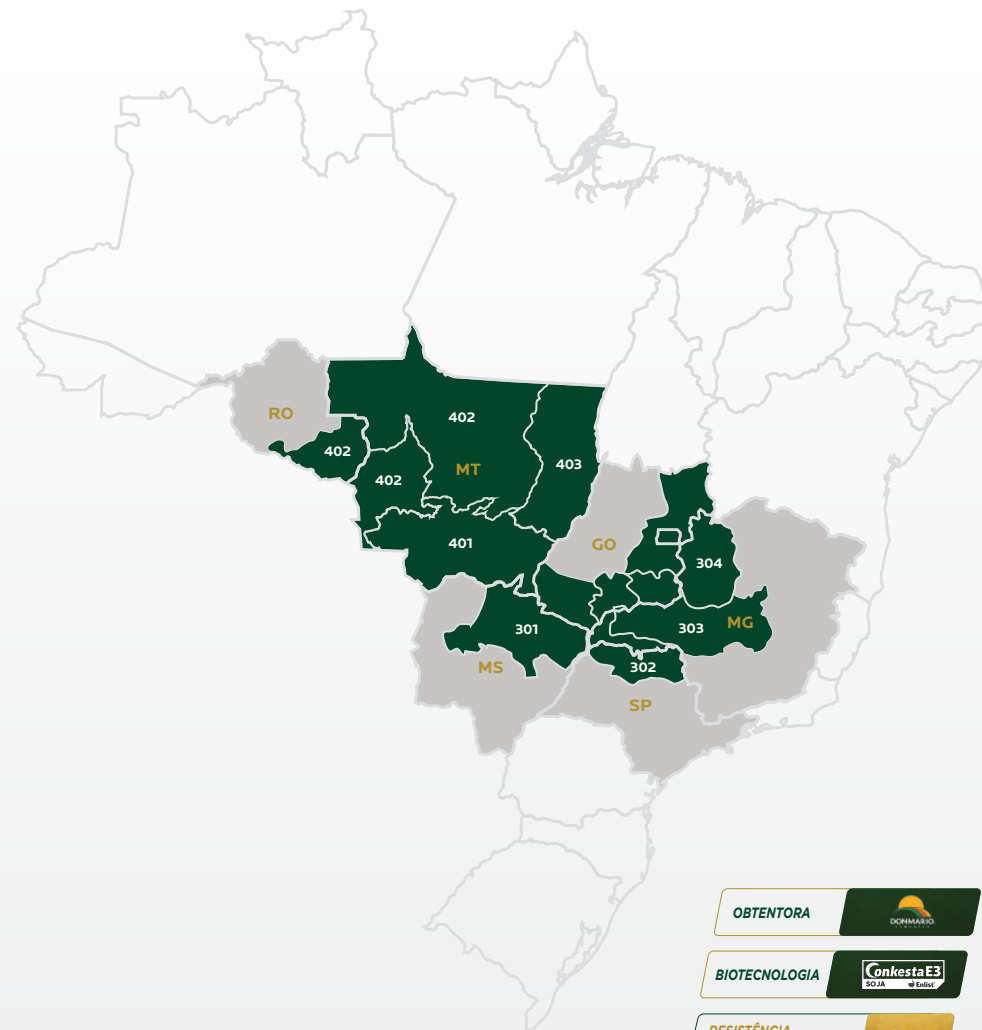 402
RO
402
402
MT
403
401
GO
304
301
303
MG
302
MS
SP
OBTENTORA
DONMARIO
BIOTECNOLOGIA
Conkesta E3
SOJA
Enlist
RESISTÊNCIA